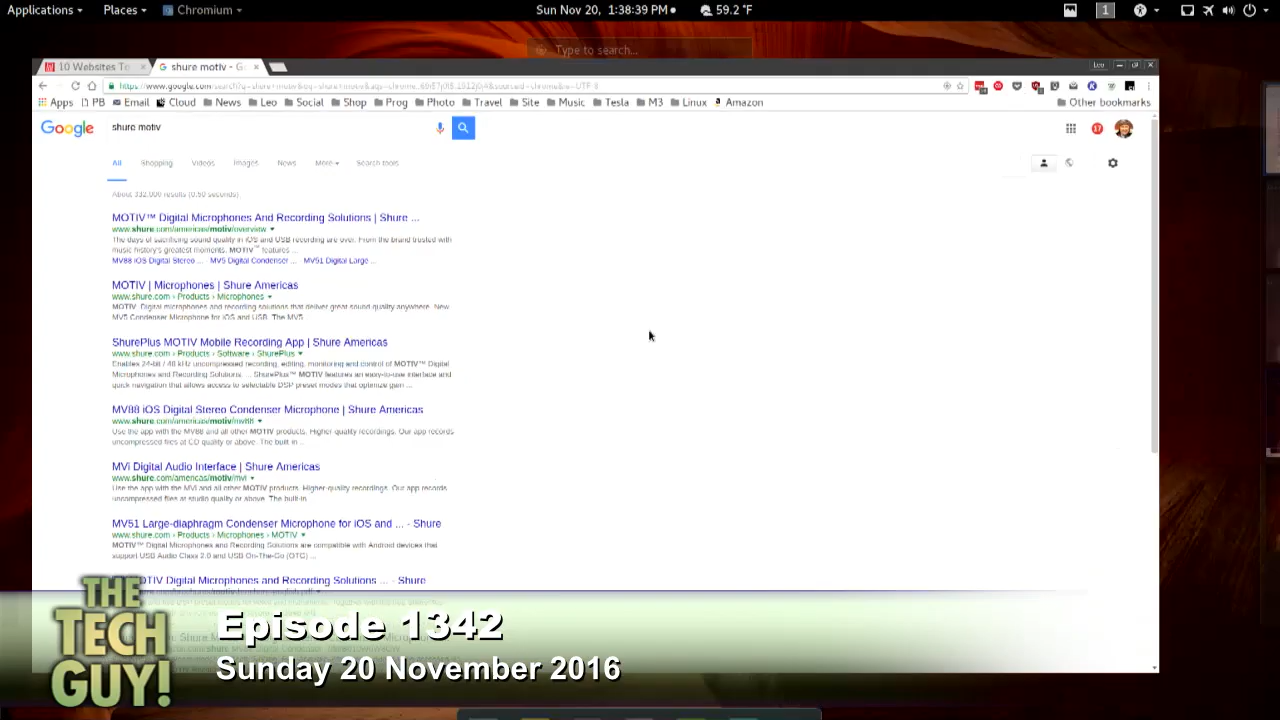 Applications Places Chromium Sun Nov 20, 1:38:39 PM 59.2 °F 1
Type to search...
10 Websites To shure motiv - G Leo
Apps PB Email Cloud News Leo Social Shop Prog Photo Travel Site Music Tesla M3 Linux Amazon Other bookmarks
Google shure motiv 17
All Shopping Videos Images News More Search tools
About 332,000 results (0.50 seconds)
MOTIV™ Digital Microphones And Recording Solutions | Shure ...
www.shure.com/americas/motiv/overview
The days of sacrificing sound quality in iOS and USB recording are over. From the brand trusted with
music history's greatest moments, MOTIV™ features ...
MV88 iOS Digital Stereo ... - MV5 Digital Condenser ... - MV51 Digital Large ...
MOTIV | Microphones | Shure Americas
www.shure.com › Products › Microphones
MOTIV. Digital microphones and recording solutions that deliver great sound quality anywhere. New
MV5 Condenser Microphone for iOS and USB. The MV5
ShurePlus MOTIV Mobile Recording App | Shure Americas
www.shure.com › Products › Software › ShurePlus
Enables 24-bit / 48 kHz uncompressed recording, editing, monitoring and control of MOTIV™ Digital
Microphones and Recording Solutions. ... ShurePlus™ MOTIV features an easy-to-use interface and
quick navigation that allows access to selectable DSP preset modes that optimize gain ...
MV88 iOS Digital Stereo Condenser Microphone | Shure Americas
www.shure.com/americas/motiv/mv88
Use the app with the MV88 and all other MOTIV products. Higher-quality recordings. Our app records
uncompressed files at CD quality or above. The built in ..
MVi Digital Audio Interface | Shure Americas
www.shure.com/americas/motiv/mvi
Use the app with the MVi and all other MOTIV products. Higher-quality recordings. Our app records
uncompressed files at studio quality or above. The built-in
MV51 Large-diaphragm Condenser Microphone for iOS and ... - Shure
www.shure.com › Products › Microphones › MOTIV
MOTIV™ Digital Microphones and Recording Solutions are compatible with Android devices that
support USB Audio Class 2.0 and USB On-The-Go (OTG) ...
MOTIV Digital Microphones and Recording Solutions ... - Shure
THE
TECH
GUY!
Episode 1342
Sunday 20 November 2016